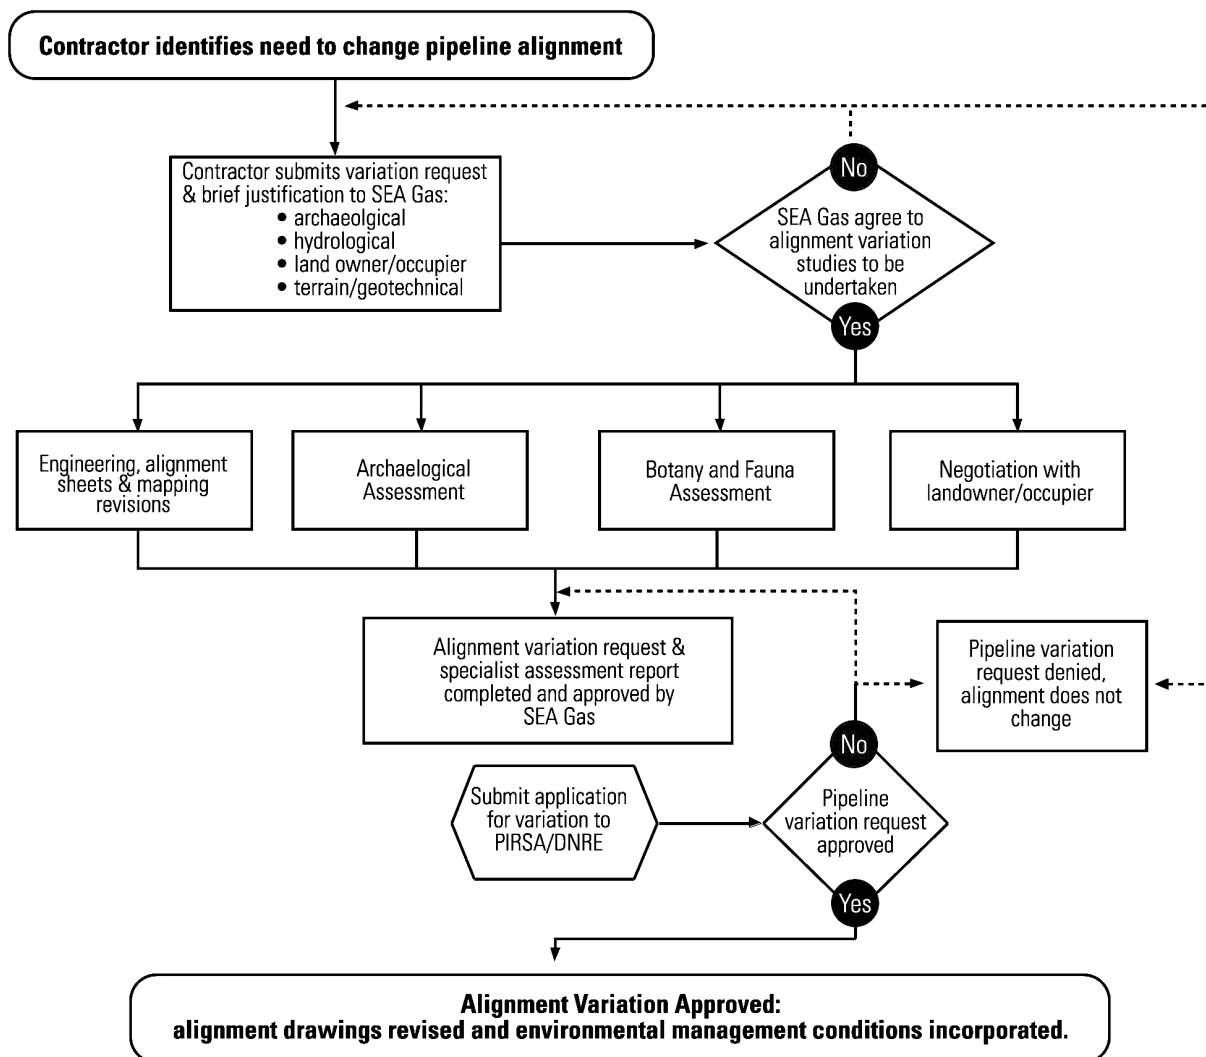 Contractor identifies need to change pipeline alignment
Contractor submits variation request
& brief justification to SEA Gas:
• archaelgical
• hydrological
• land owner/occupier
• terrain/geotechnical
No
SEA Gas agree to
alignment variation
studies to be
undertaken
Yes
Engineering, alignment
sheets & mapping
revisions
Archaelogical
Assessment
Botany and Fauna
Assessment
Negotiation with
landowner/occupier
Alignment variation request &
specialist assessment report
completed and approved by
SEA Gas
Pipeline variation
request denied,
alignment does not
change
No
Submit application
for variation to
PIRSA/DNRE
Pipeline
variation request
approved
Yes
Alignment Variation Approved:
alignment drawings revised and environmental management conditions incorporated.